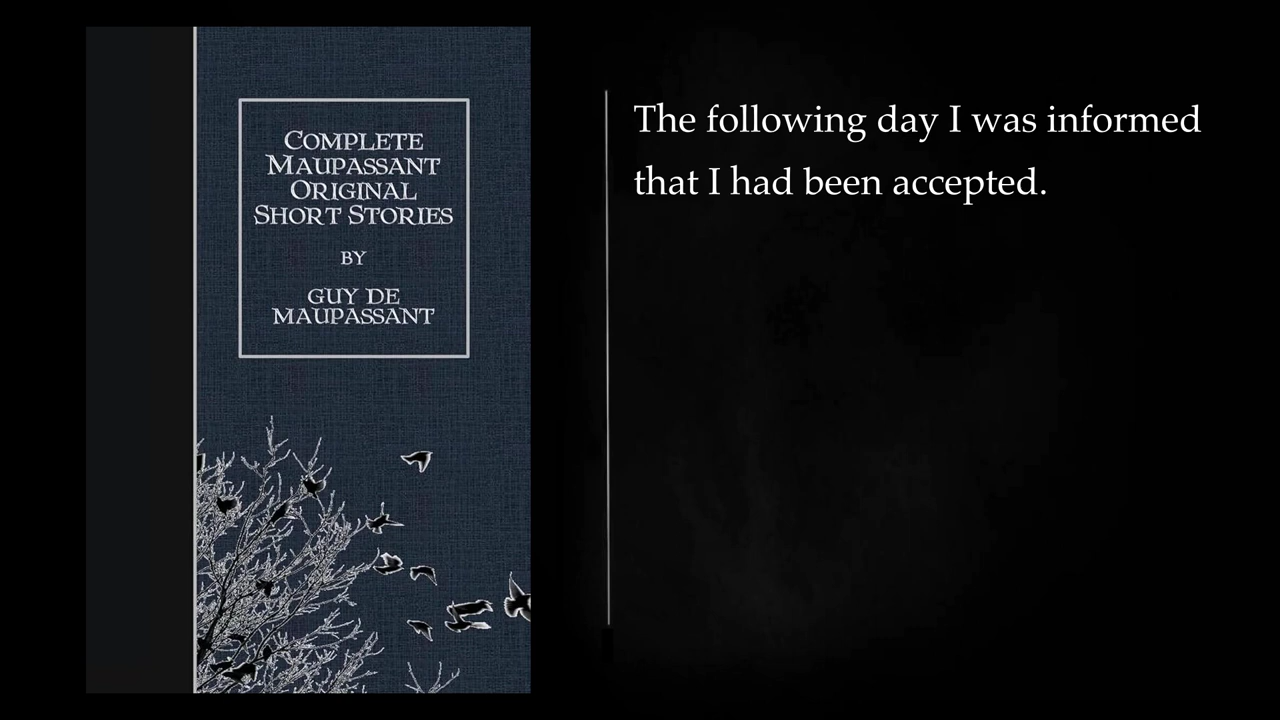 COMPLETE
MAUPASSANT
ORIGINAL
SHORT STORIES
BY
GUY DE
MAUPASSANT
The following day I was informed
that I had been accepted.